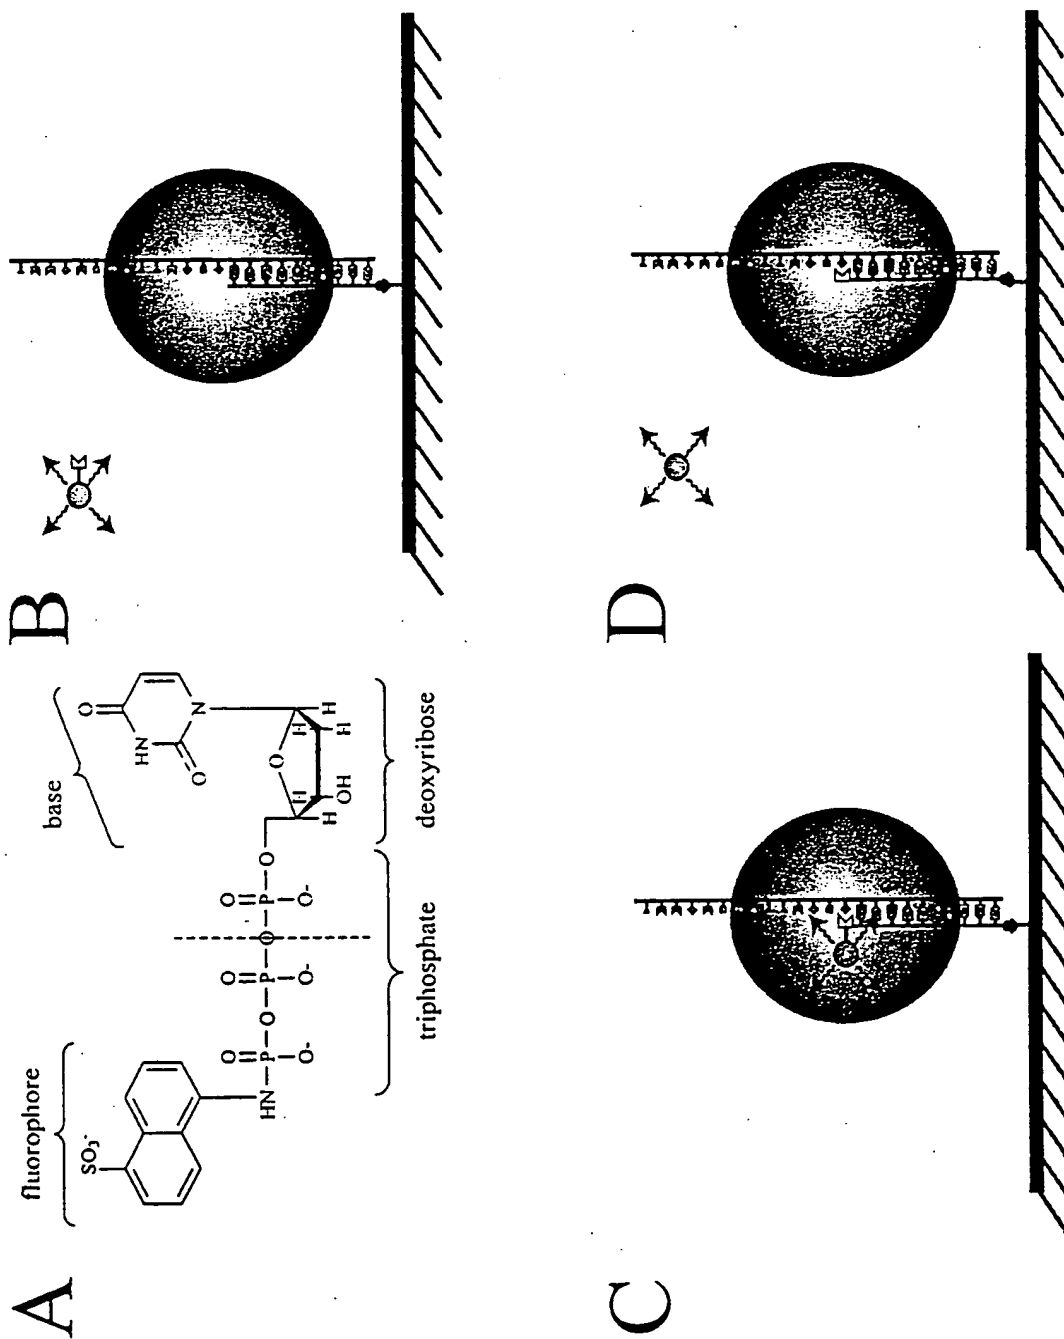 A
fluorophore
SO₃⁻
HN
O
P
O-
O
O
P
O-
O
O
P
O-
O
triphosphate
base
O
HN
O
N
O
H
H
H
H
H
OH
deoxyribose
B
C
D